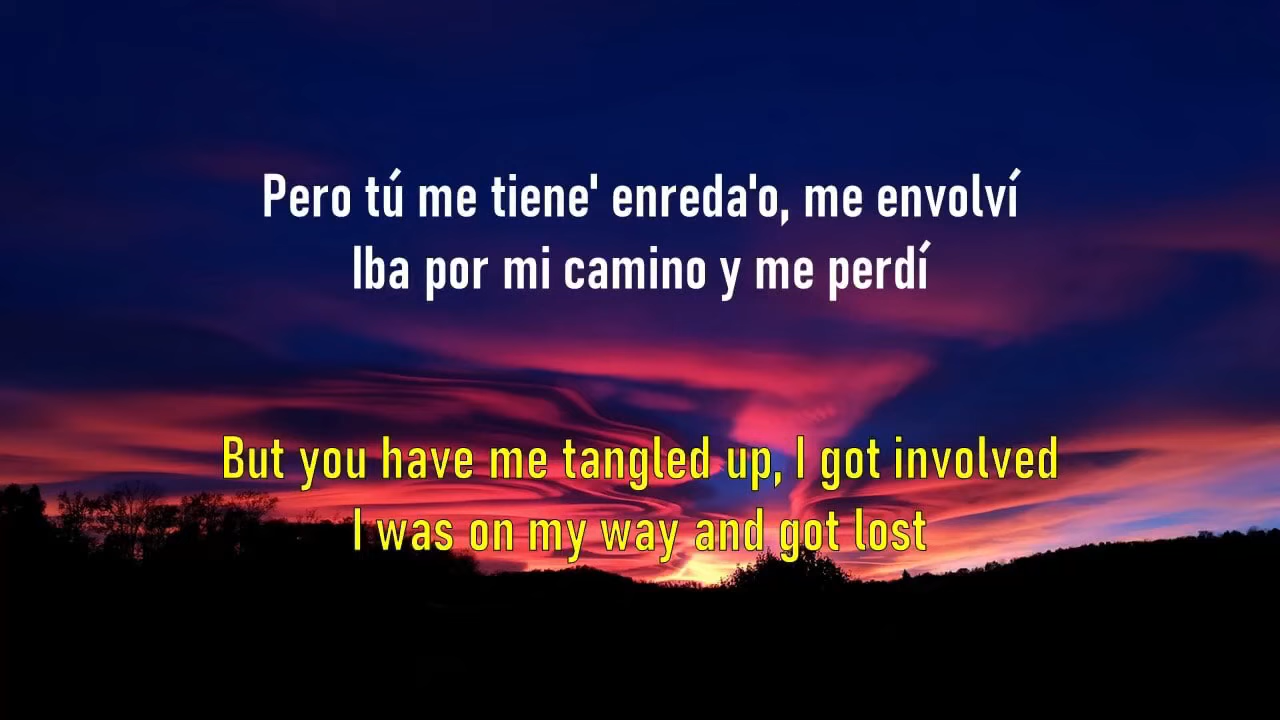 Pero tú me tiene' enreda'o, me envolví
Iba por mi camino y me perdí
But you have me tangled up, I got involved
I was on my way and got lost